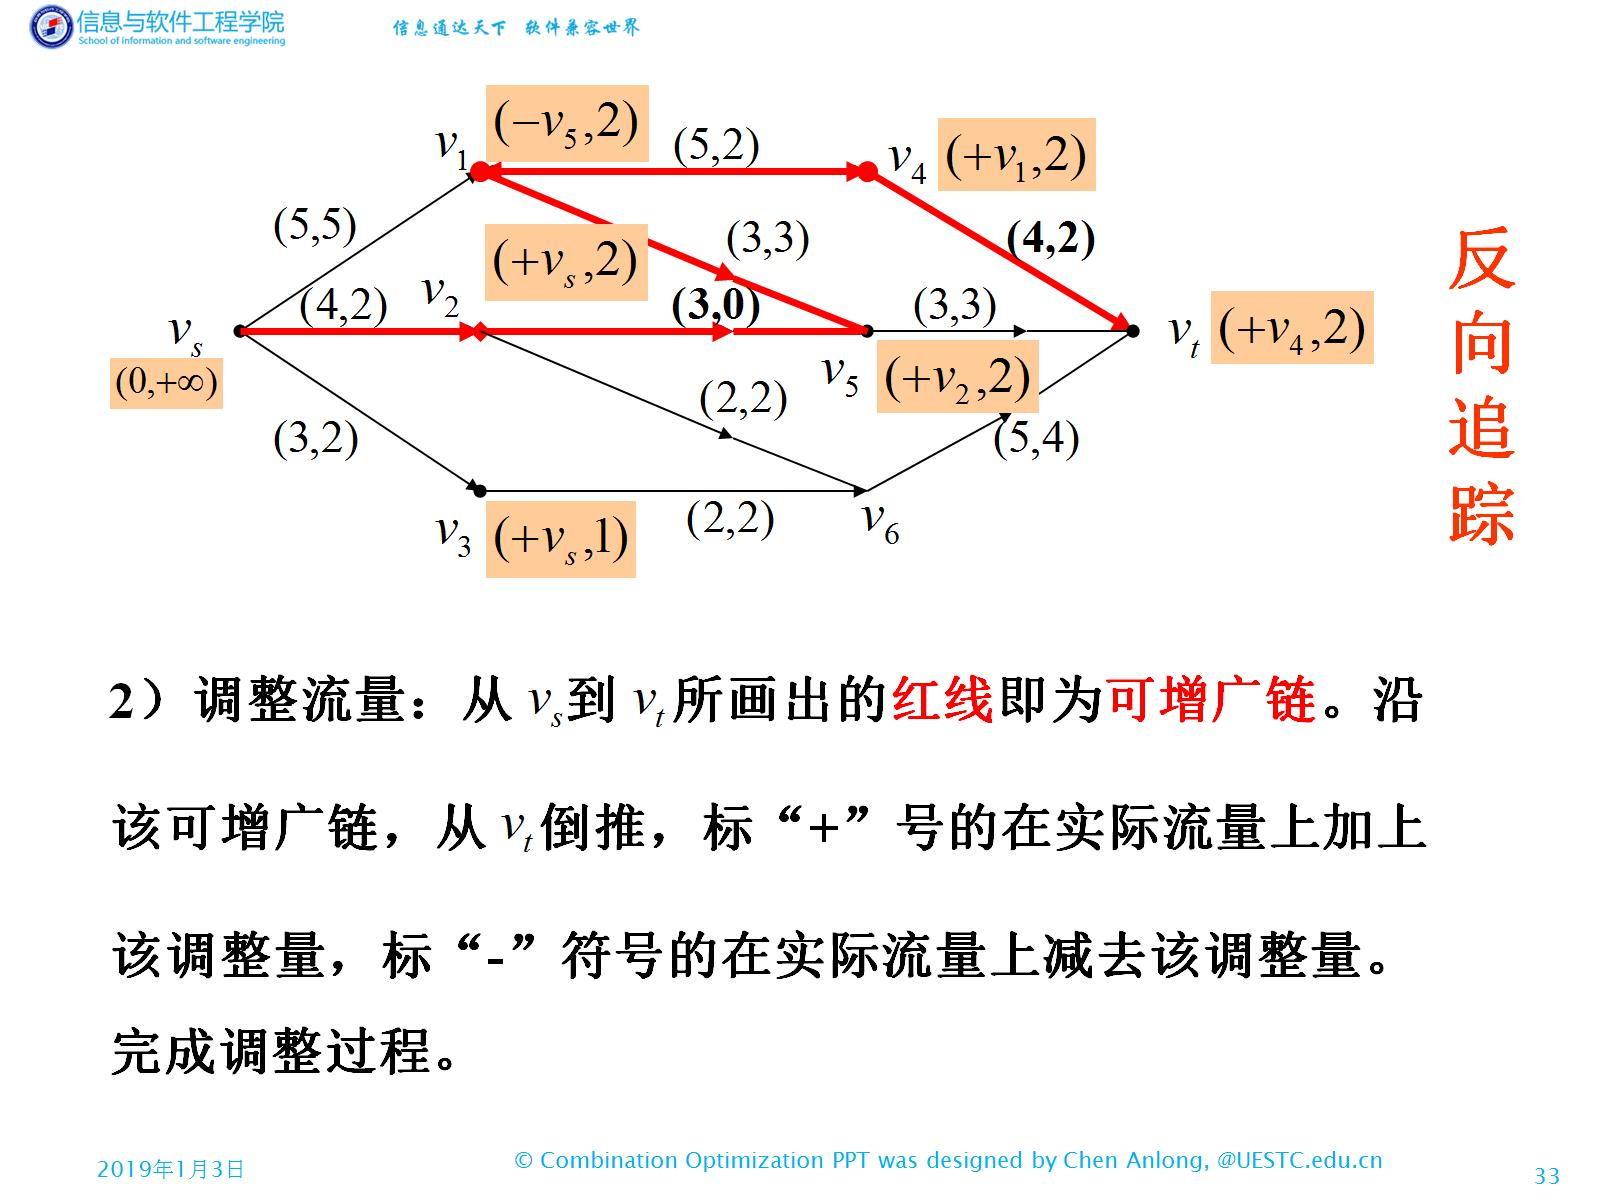 信息与软件工程学院
School of information and software engineering
信息通达天下 软件兼容世界
v1 (−v5,2)
(5,2)
v4 (+v1,2)
(5,5)
(+vs,2)
(3,3)
(4,2)
反向追踪
vs
(0,+∞)
(4,2)
v2
(3,0)
(3,3)
vt (+v4,2)
v5 (+v2,2)
(2,2)
(3,2)
(5,4)
v3 (+vs,1)
(2,2)
v6
2）调整流量：从 vs到 vt 所画出的红线即为可增广链。沿
该可增广链，从 vt 倒推，标“+”号的在实际流量上加上
该调整量，标“-”符号的在实际流量上减去该调整量。
完成调整过程。
2019年1月3日
© Combination Optimization PPT was designed by Chen Anlong, @UESTC.edu.cn
33